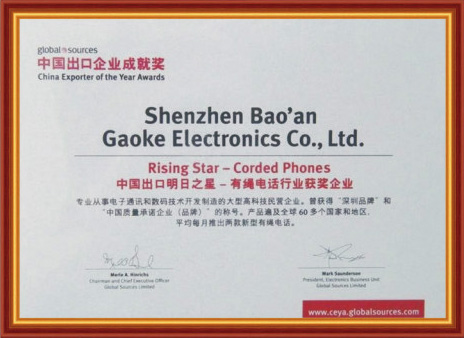 global sources
中国出口企业成就奖
China Exporter of the Year Awards
Shenzhen Bao'an
Gaoke Electronics Co., Ltd.
Rising Star – Corded Phones
中国出口明日之星 – 有绳电话行业获奖企业
专业从事电子通讯和数码技术开发制造的大型高科技民营企业。曾获得“深圳品牌”和
“中国质量承诺企业（品牌）”的称号。产品遍及全球60多个国家和地区,
平均每月推出两款新型有绳电话。
Merle A. Hinrichs
Chairman and Chief Executive Officer
Global Sources Limited
Mark Saunderson
President, Electronics Business Unit
Global Sources Limited
www.ceya.globalsources.com